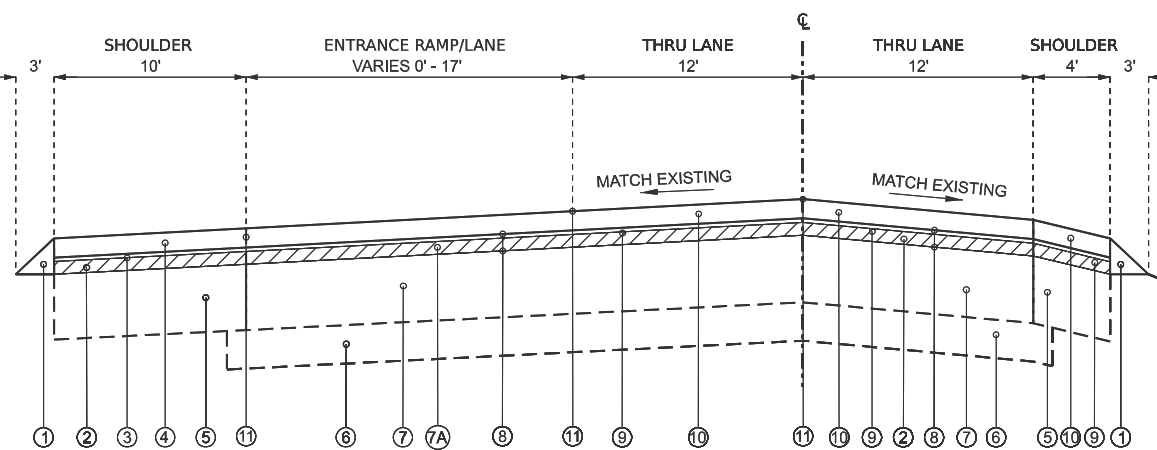 ℄
SHOULDER ENTRANCE RAMP/LANE THRU LANE THRU LANE SHOULDER
3' 10' VARIES 0' - 17' 12' 12' 4' 3'
MATCH EXISTING MATCH EXISTING
1 2 3 4 5 11 6 7 7A 8 11 9 10 11 10 9 2 8 7 6 5 10 9 1